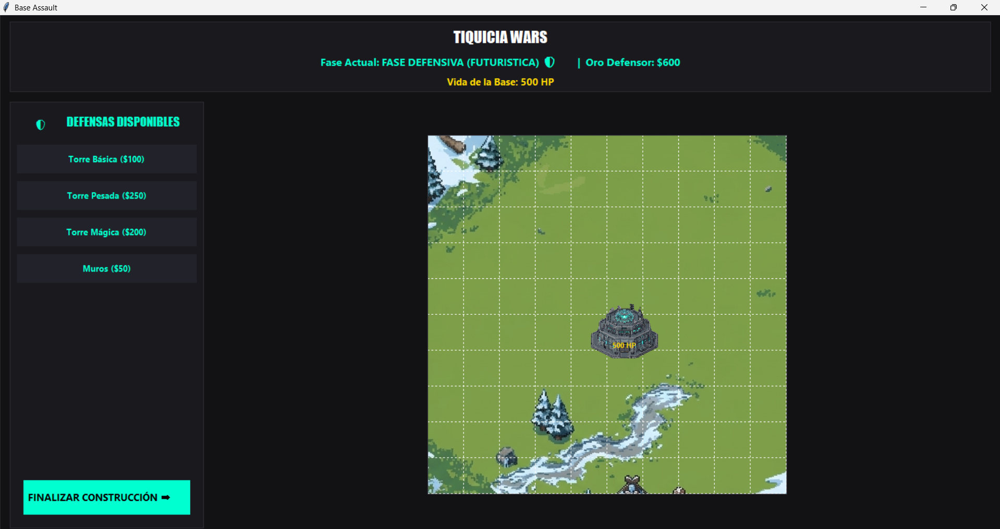 Base Assault
TIQUICIA WARS
Fase Actual: FASE DEFENSIVA (FUTURISTICA) | Oro Defensor: $600
Vida de la Base: 500 HP
DEFENSAS DISPONIBLES
Torre Básica ($100)
Torre Pesada ($250)
Torre Mágica ($200)
Muros ($50)
500 HP
FINALIZAR CONSTRUCCIÓN ➡